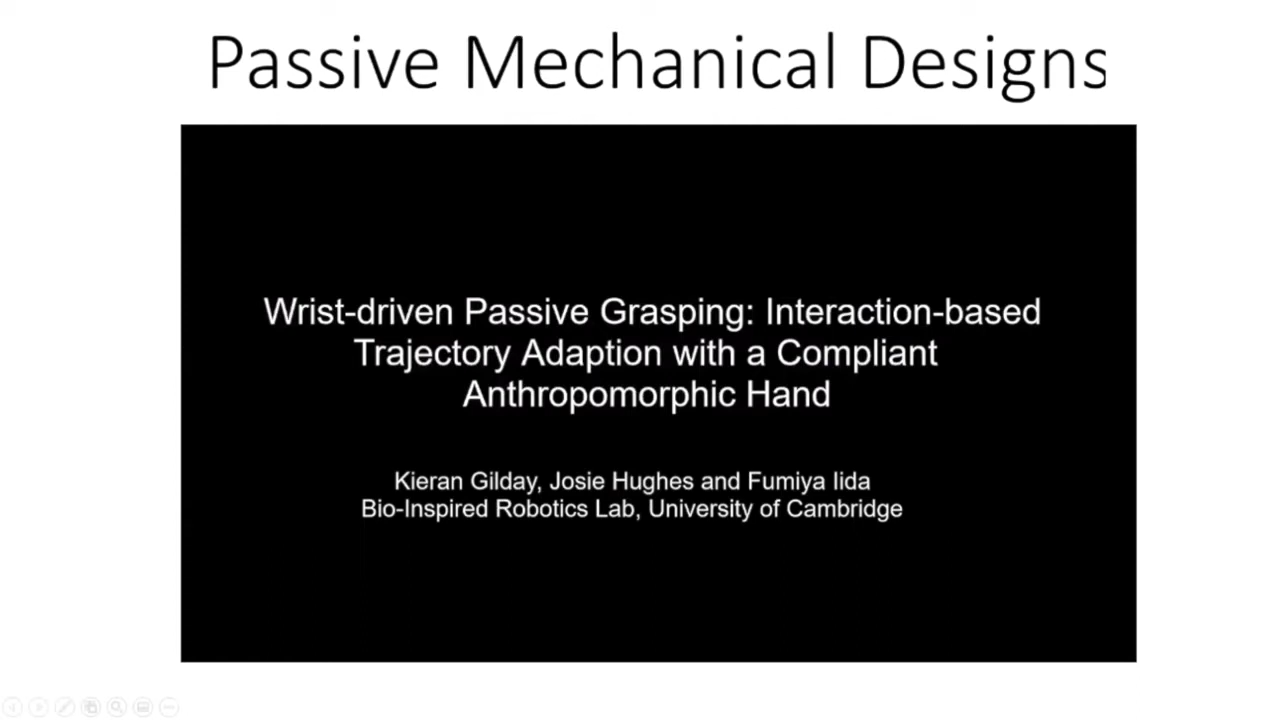 Passive Mechanical Designs
Wrist-driven Passive Grasping: Interaction-based
Trajectory Adaption with a Compliant
Anthropomorphic Hand
Kieran Gilday, Josie Hughes and Fumiya Iida
Bio-Inspired Robotics Lab, University of Cambridge